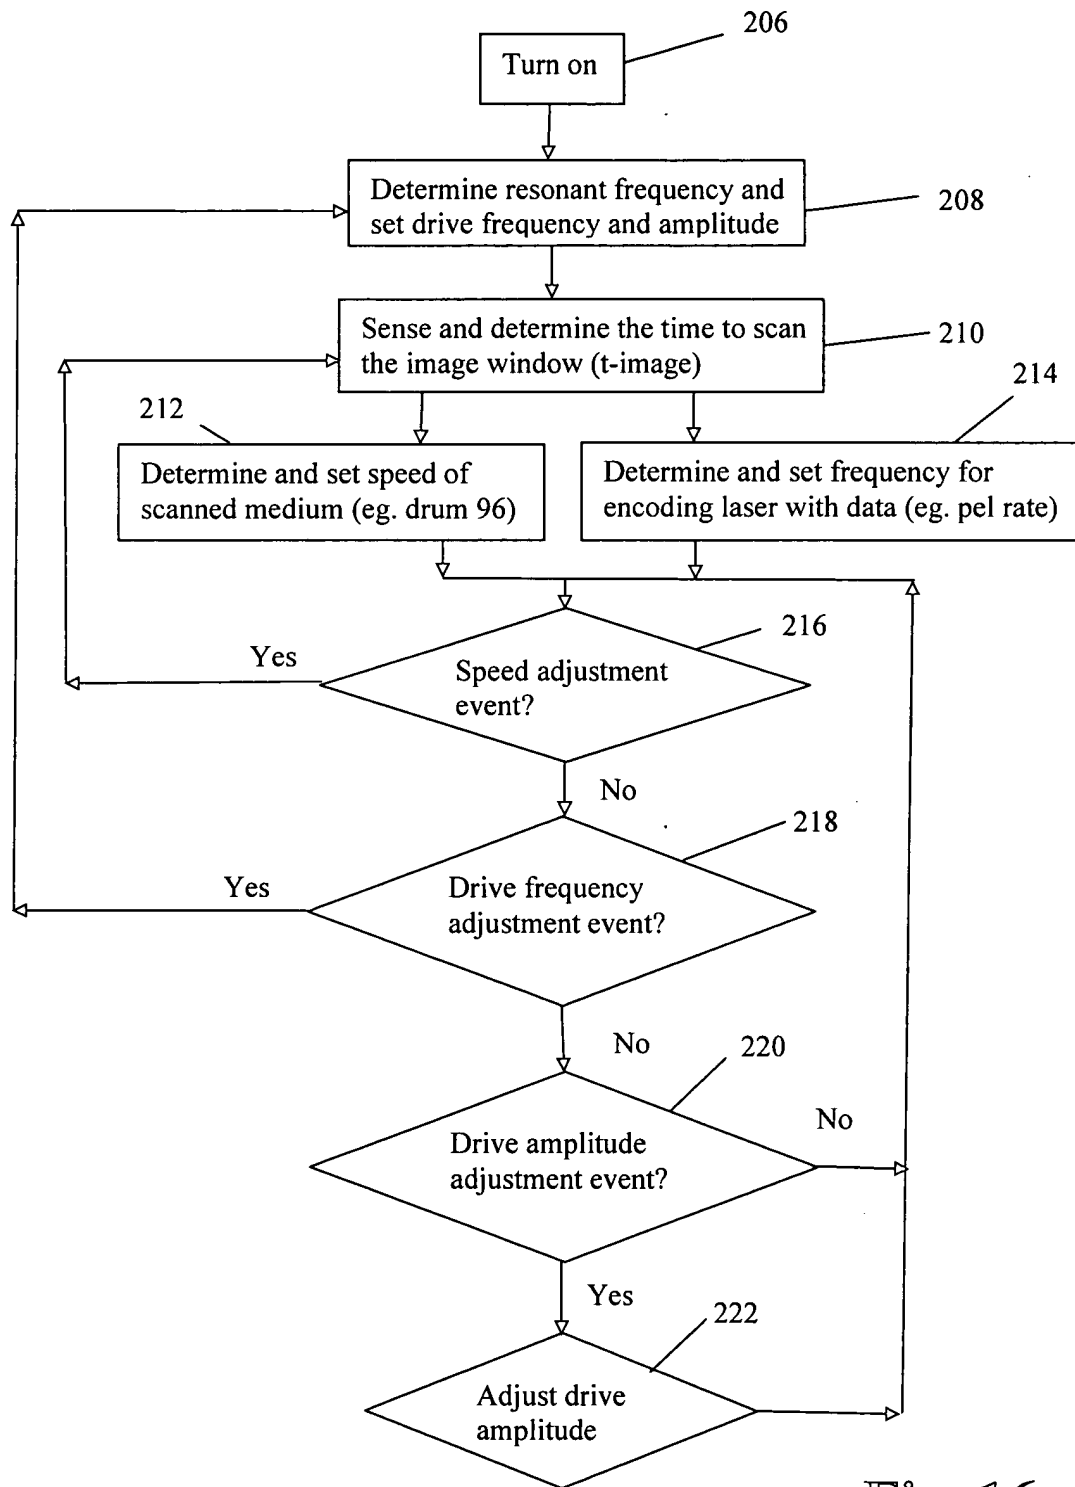 206
Turn on
Determine resonant frequency and
set drive frequency and amplitude
208
Sense and determine the time to scan
the image window (t-image)
210
214
212
Determine and set speed of
scanned medium (eg. drum 96)
Determine and set frequency for
encoding laser with data (eg. pel rate)
216
Yes
Speed adjustment
event?
No
218
Yes
Drive frequency
adjustment event?
No
220
No
Drive amplitude
adjustment event?
Yes
222
Adjust drive
amplitude